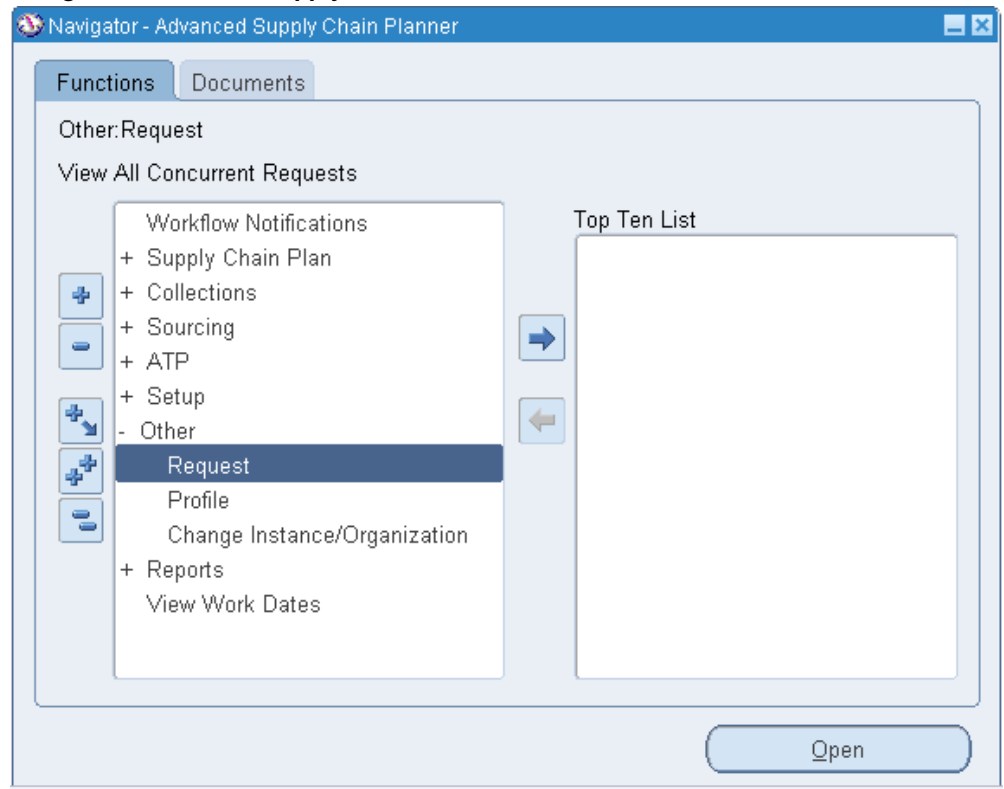 Navigator - Advanced Supply Chain Planner
Functions
Documents
Other:Request
View All Concurrent Requests
Workflow Notifications
+ Supply Chain Plan
+ Collections
+ Sourcing
+ ATP
+ Setup
- Other
Request
Profile
Change Instance/Organization
+ Reports
View Work Dates
Top Ten List
Open